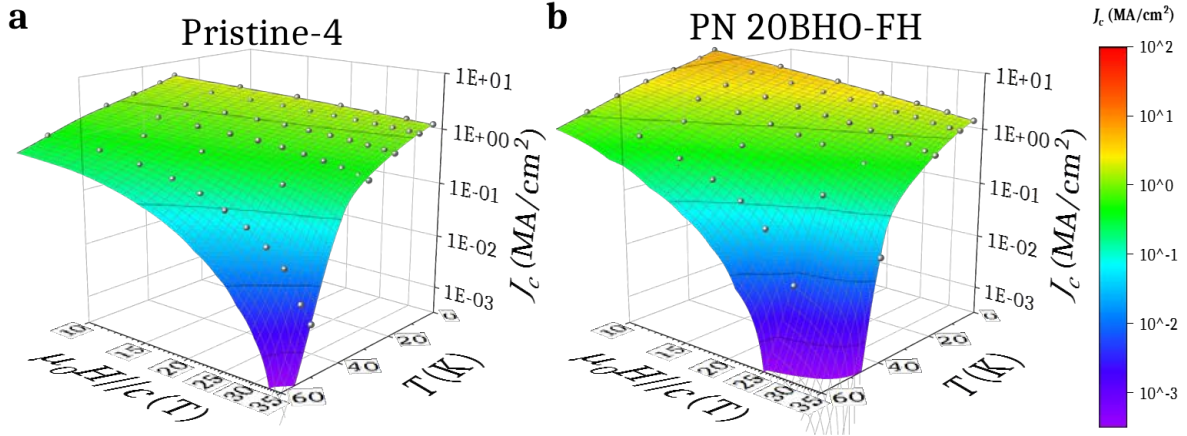 a
Pristine-4
1E+01
1E+00
1E-01
1E-02
1E-03
J_c (MA/cm²)
10
15
20
25
30
35
μ₀H//c (T)
0
20
40
60
T (K)
b
PN 20BHO-FH
1E+01
1E+00
1E-01
1E-02
1E-03
J_c (MA/cm²)
10
15
20
25
30
35
μ₀H//c (T)
0
20
40
60
T (K)
J_c (MA/cm²)
10^2
10^1
10^0
10^-1
10^-2
10^-3